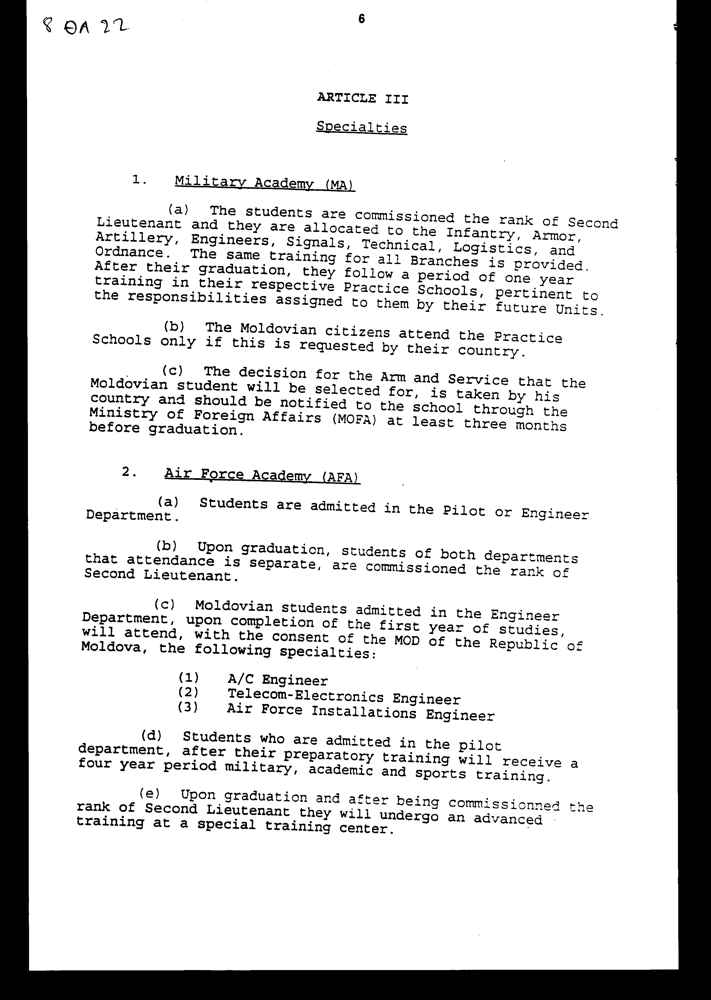 6
8 ΘΛ 22
ARTICLE III
Specialties
1. Military Academy (MA)
(a) The students are commissioned the rank of Second
Lieutenant and they are allocated to the Infantry, Armor,
Artillery, Engineers, Signals, Technical, Logistics, and
Ordnance. The same training for all Branches is provided.
After their graduation, they follow a period of one year
training in their respective Practice Schools, pertinent to
the responsibilities assigned to them by their future Units.
(b) The Moldovian citizens attend the Practice
Schools only if this is requested by their country.
(c) The decision for the Arm and Service that the
Moldovian student will be selected for, is taken by his
country and should be notified to the school through the
Ministry of Foreign Affairs (MOFA) at least three months
before graduation.
2. Air Force Academy (AFA)
(a) Students are admitted in the Pilot or Engineer
Department.
(b) Upon graduation, students of both departments
that attendance is separate, are commissioned the rank of
Second Lieutenant.
(c) Moldovian students admitted in the Engineer
Department, upon completion of the first year of studies,
will attend, with the consent of the MOD of the Republic of
Moldova, the following specialties:
(1) A/C Engineer
(2) Telecom-Electronics Engineer
(3) Air Force Installations Engineer
(d) Students who are admitted in the pilot
department, after their preparatory training will receive a
four year period military, academic and sports training.
(e) Upon graduation and after being commissionned the
rank of Second Lieutenant they will undergo an advanced
training at a special training center.